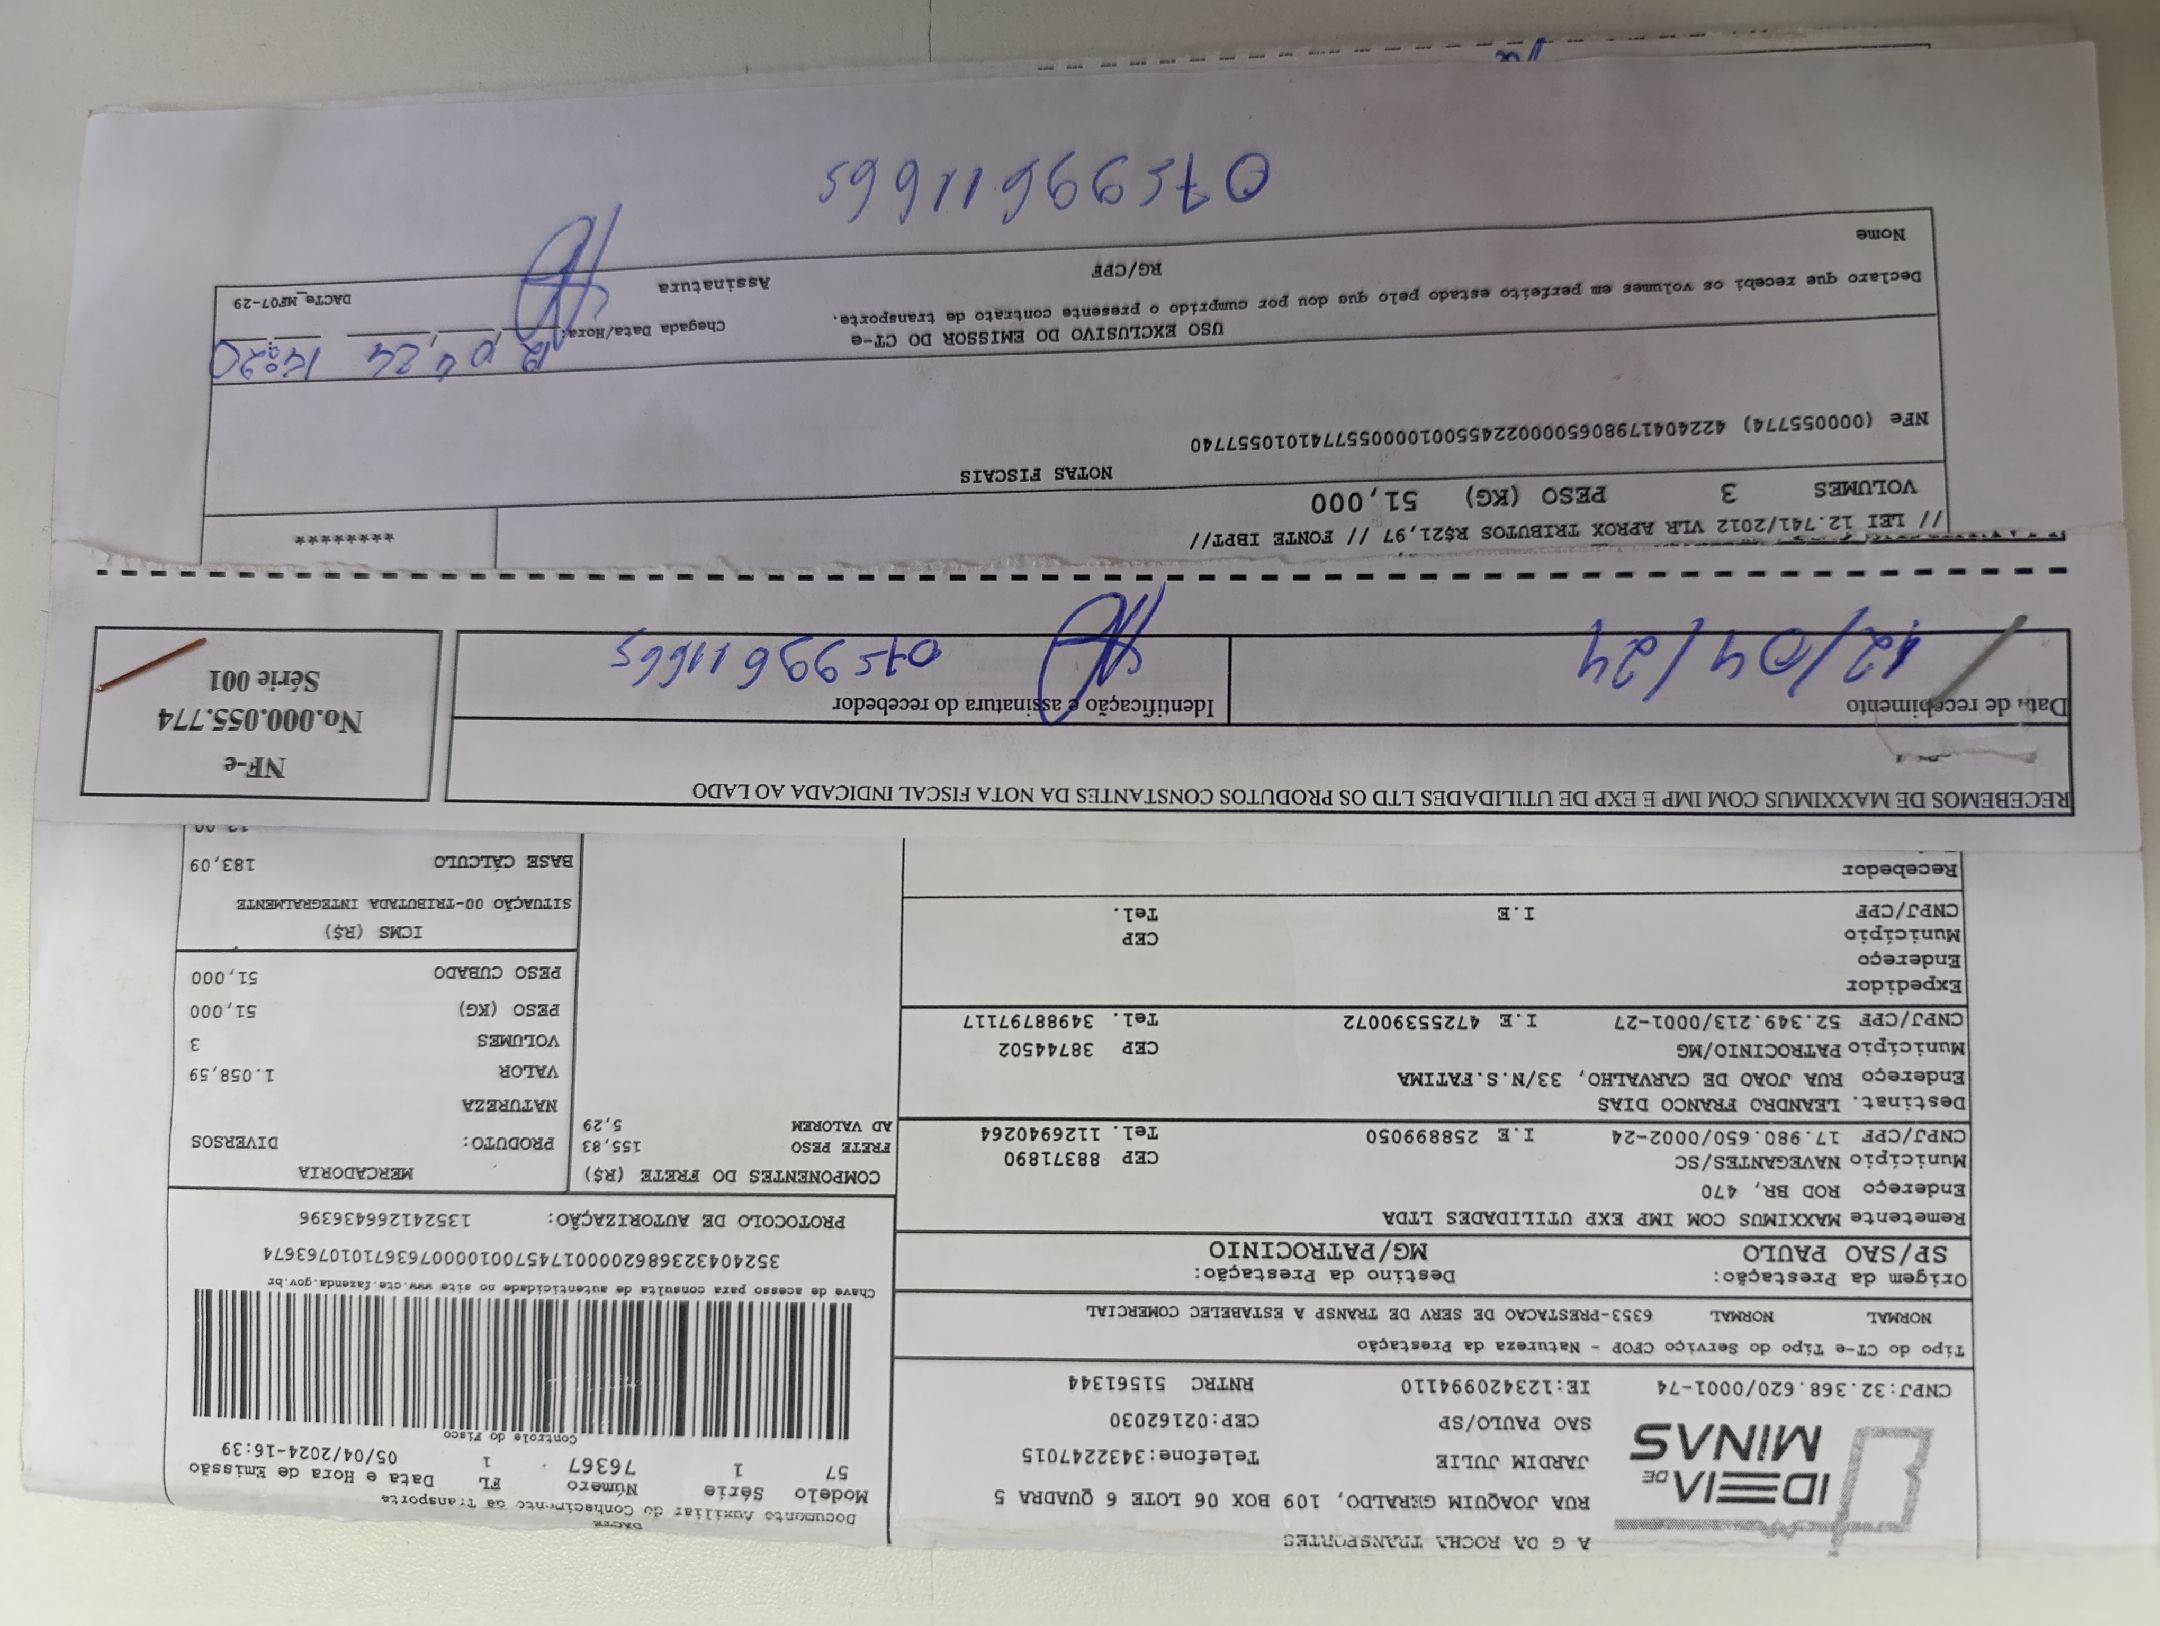 A G DA ROCHA TRANSPORTES
RUA JOAQUIM GERALDO, 109 BOX 06 LOTE 6 QUADRA 5
JARDIM JULIE Telefone:3432247015
SAO PAULO/SP CEP:02162030
CNPJ:32.368.620/0001-74 IE:123420994110 RNTRC 51561344
IDEIA DE
MINAS
DACTE
Documento Auxiliar do Conhecimento de Transporte
Modelo Série Número FL Data e Hora de Emissão
57 1 76367 1 05/04/2024-16:39
Controle do Fisco
Chave de acesso para consulta de autenticidade no site www.cte.fazenda.gov.br
35240432368620000174570010000763671010763674
PROTOCOLO DE AUTORIZAÇÃO: 135241266436396
Tipo do CT-e Tipo do Serviço CFOP - Natureza da Prestação
NORMAL NORMAL 6353-PRESTACAO DE SERV DE TRANSP A ESTABELEC COMERCIAL
Origem da Prestação: Destino da Prestação:
SP/SAO PAULO MG/PATROCINIO
Remetente MAXXIMUS COM IMP EXP UTILIDADES LTDA
Endereço ROD BR, 470
Município NAVEGANTES/SC CEP 88371890
CNPJ/CPF 17.980.650/0002-24 I.E 258899050 Tel. 1126940264
Destinat. LEANDRO FRANCO DIAS
Endereço RUA JOAO DE CARVALHO, 33/N.S.FATIMA
Município PATROCINIO/MG CEP 38744502
CNPJ/CPF 52.349.213/0001-27 I.E 47255390072 Tel. 34988797117
Expedidor
Endereço
Município CEP
CNPJ/CPF I.E Tel.
Recebedor
COMPONENTES DO FRETE (R$)
FRETE PESO 155,83
AD VALOREM 5,29
MERCADORIA
PRODUTO: DIVERSOS
NATUREZA
VALOR 1.058,59
VOLUMES 3
PESO (KG) 51,000
PESO CUBADO 51,000
ICMS (R$)
SITUAÇÃO 00-TRIBUTADA INTEGRALMENTE
BASE CÁLCULO 183,09
RECEBEMOS DE MAXXIMUS COM IMP E EXP DE UTILIDADES LTD OS PRODUTOS CONSTANTES DA NOTA FISCAL INDICADA AO LADO
Data de recebimento Identificação e assinatura do recebedor
12/04/24 07599611665
NF-e
No.000.055.774
Série 001
// LEI 12.741/2012 VLR APROX TRIBUTOS R$21,97 // FONTE IBPT//
*********
VOLUMES 3 PESO (KG) 51,000
NOTAS FISCAIS
NFe (000055774) 42240417980650000224550010000557741010557740
USO EXCLUSIVO DO EMISSOR DO CT-e
Declaro que recebi os volumes em perfeito estado pelo que dou por cumprido o presente contrato de transporte.
Chegada Data/Hora: 12 04 24 14:20
Nome RG/CPF Assinatura DACTe_MF07-29
07599611665